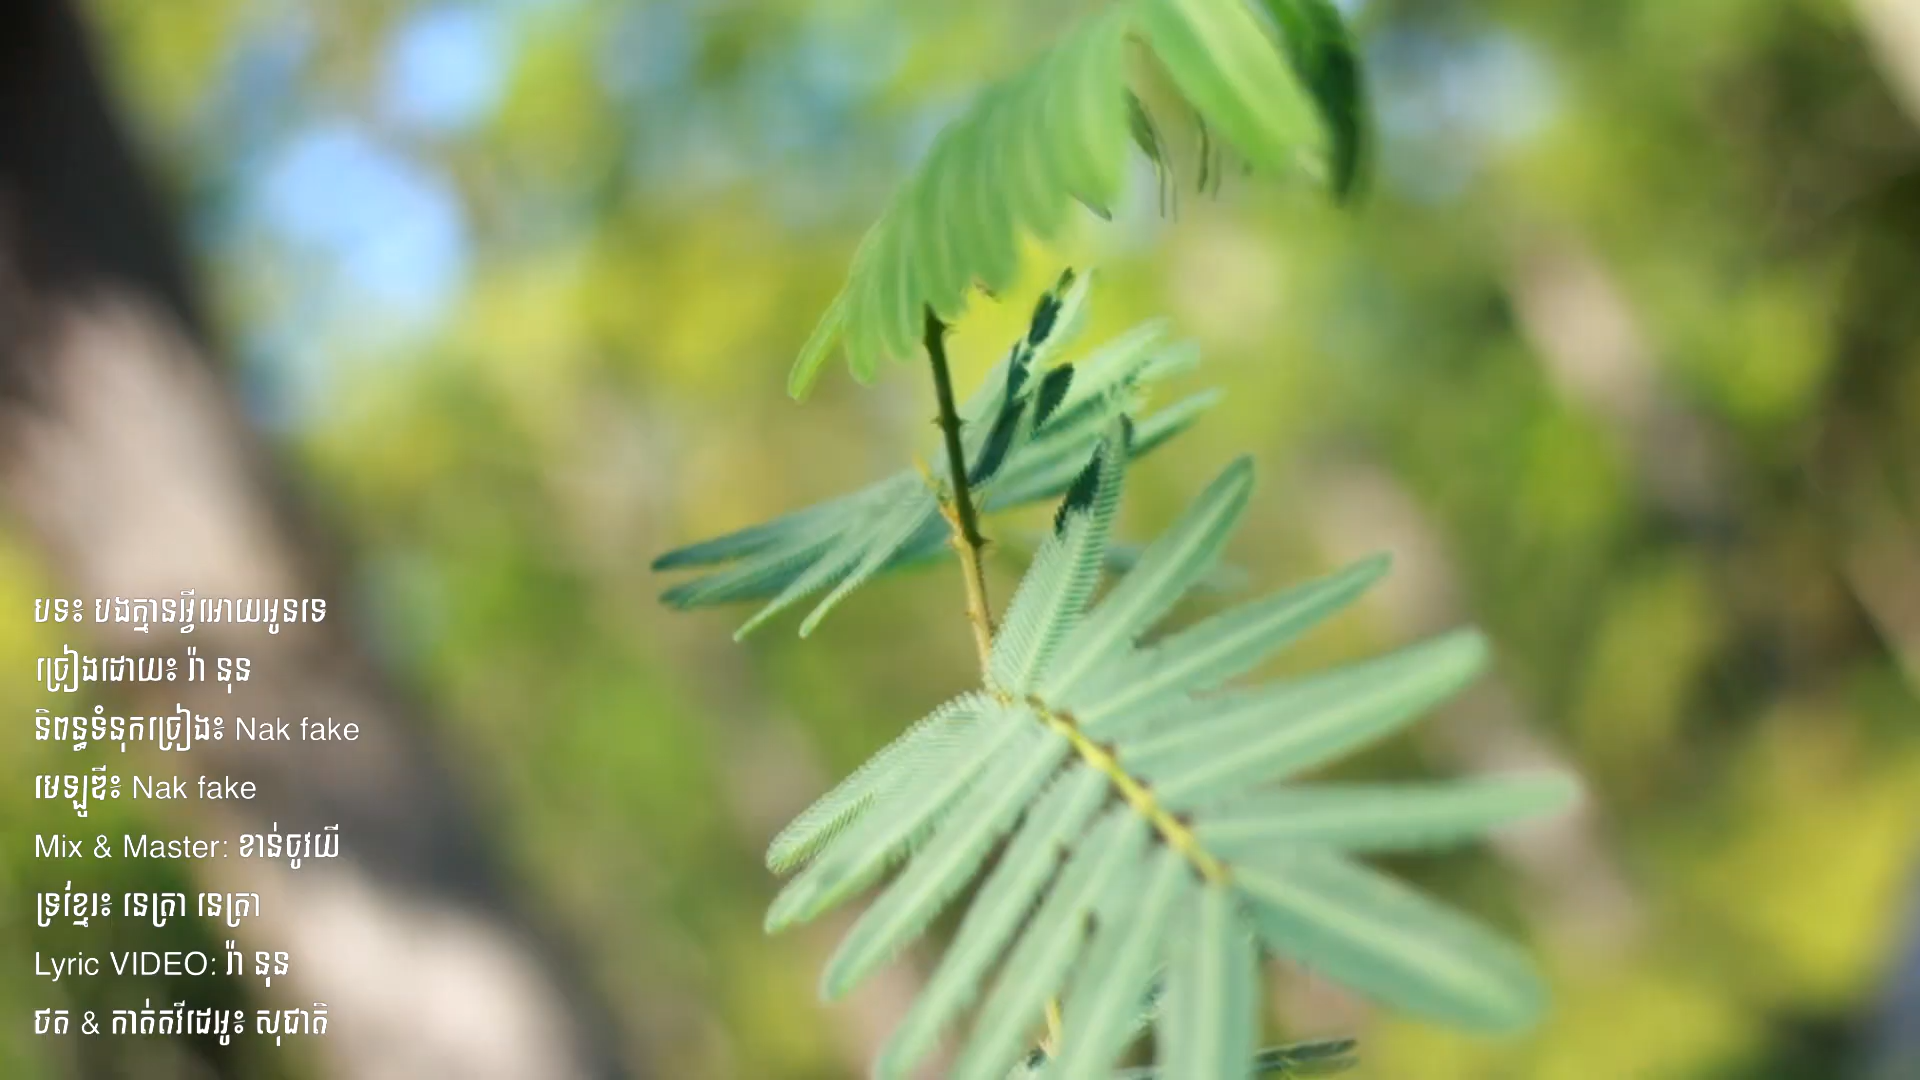 បទ៖ បងគ្មានអ្វីអោយអូនទេ
ច្រៀងដោយ៖ រ៉ា នុន
និពន្ធទំនុកច្រៀង៖ Nak fake
មេឡូឌី៖ Nak fake
Mix & Master: ខាន់ចូវយី
ទ្រខ្មែរ៖ នេត្រា នេត្រា
Lyric VIDEO: រ៉ា នុន
ថត & កាត់តវីដេអូ៖ សុជាតិ